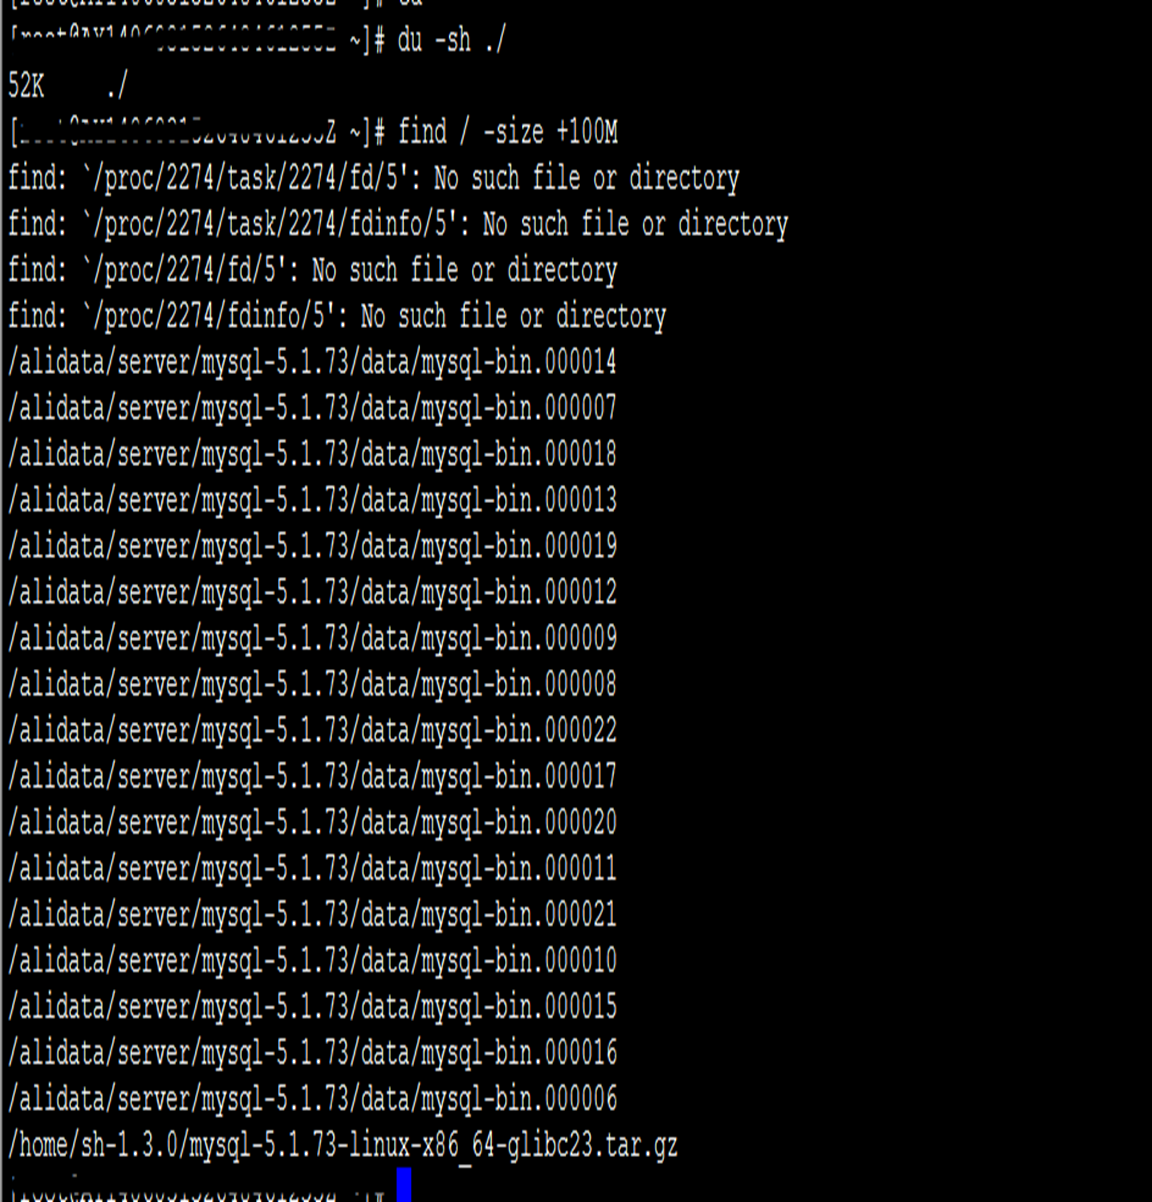 ~]# du -sh ./
52K ./
~]# find / -size +100M
find: `/proc/2274/task/2274/fd/5': No such file or directory
find: `/proc/2274/task/2274/fdinfo/5': No such file or directory
find: `/proc/2274/fd/5': No such file or directory
find: `/proc/2274/fdinfo/5': No such file or directory
/alidata/server/mysql-5.1.73/data/mysql-bin.000014
/alidata/server/mysql-5.1.73/data/mysql-bin.000007
/alidata/server/mysql-5.1.73/data/mysql-bin.000018
/alidata/server/mysql-5.1.73/data/mysql-bin.000013
/alidata/server/mysql-5.1.73/data/mysql-bin.000019
/alidata/server/mysql-5.1.73/data/mysql-bin.000012
/alidata/server/mysql-5.1.73/data/mysql-bin.000009
/alidata/server/mysql-5.1.73/data/mysql-bin.000008
/alidata/server/mysql-5.1.73/data/mysql-bin.000022
/alidata/server/mysql-5.1.73/data/mysql-bin.000017
/alidata/server/mysql-5.1.73/data/mysql-bin.000020
/alidata/server/mysql-5.1.73/data/mysql-bin.000011
/alidata/server/mysql-5.1.73/data/mysql-bin.000021
/alidata/server/mysql-5.1.73/data/mysql-bin.000010
/alidata/server/mysql-5.1.73/data/mysql-bin.000015
/alidata/server/mysql-5.1.73/data/mysql-bin.000016
/alidata/server/mysql-5.1.73/data/mysql-bin.000006
/home/sh-1.3.0/mysql-5.1.73-linux-x86_64-glibc23.tar.gz